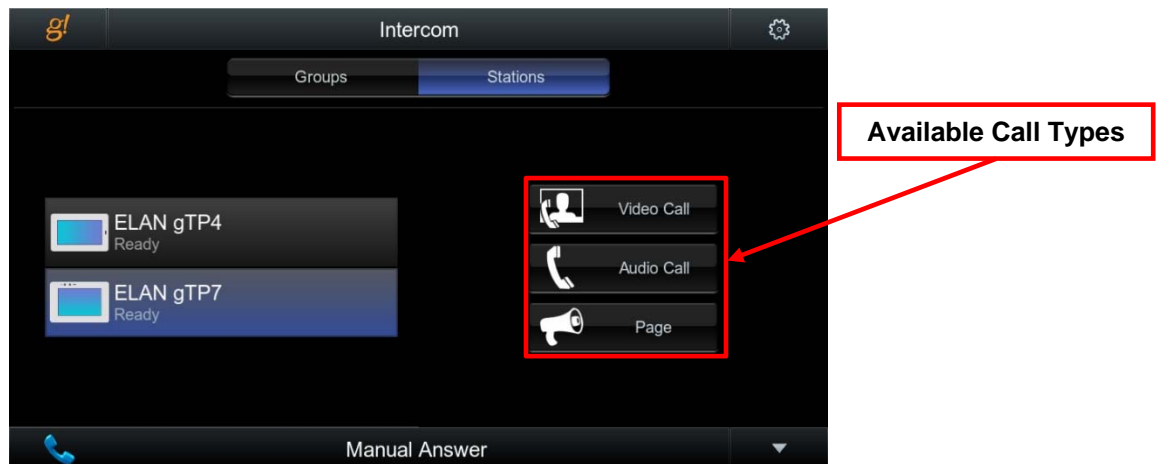 g! Intercom
Groups Stations
Available Call Types
ELAN gTP4
Ready
ELAN gTP7
Ready
Video Call
Audio Call
Page
Manual Answer